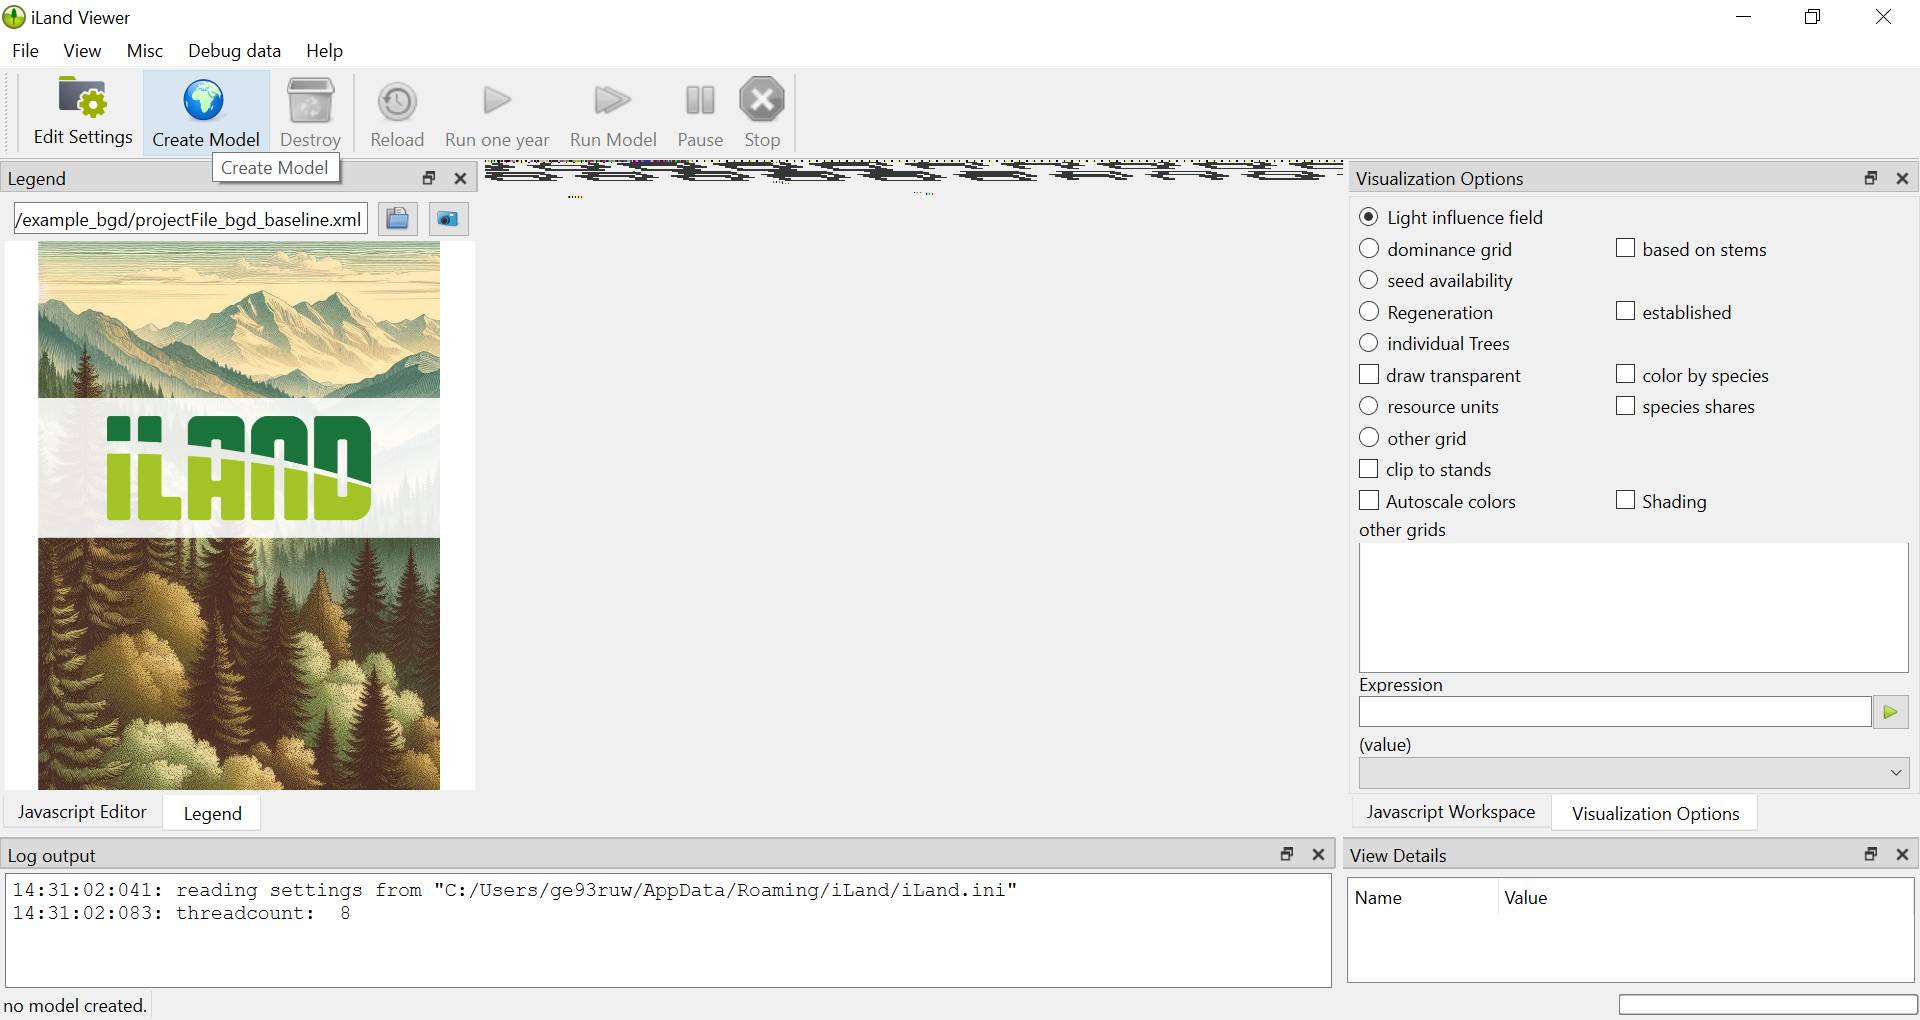 iLand Viewer
File View Misc Debug data Help
Edit Settings Create Model Destroy Reload Run one year Run Model Pause Stop
Create Model
Legend
/example_bgd/projectFile_bgd_baseline.xml
iLAND
Javascript Editor Legend
Visualization Options
Light influence field
dominance grid based on stems
seed availability
Regeneration established
individual Trees
draw transparent color by species
resource units species shares
other grid
clip to stands
Autoscale colors Shading
other grids
Expression
(value)
Javascript Workspace Visualization Options
Log output
14:31:02:041: reading settings from "C:/Users/ge93ruw/AppData/Roaming/iLand/iLand.ini"
14:31:02:083: threadcount: 8
View Details
Name Value
no model created.